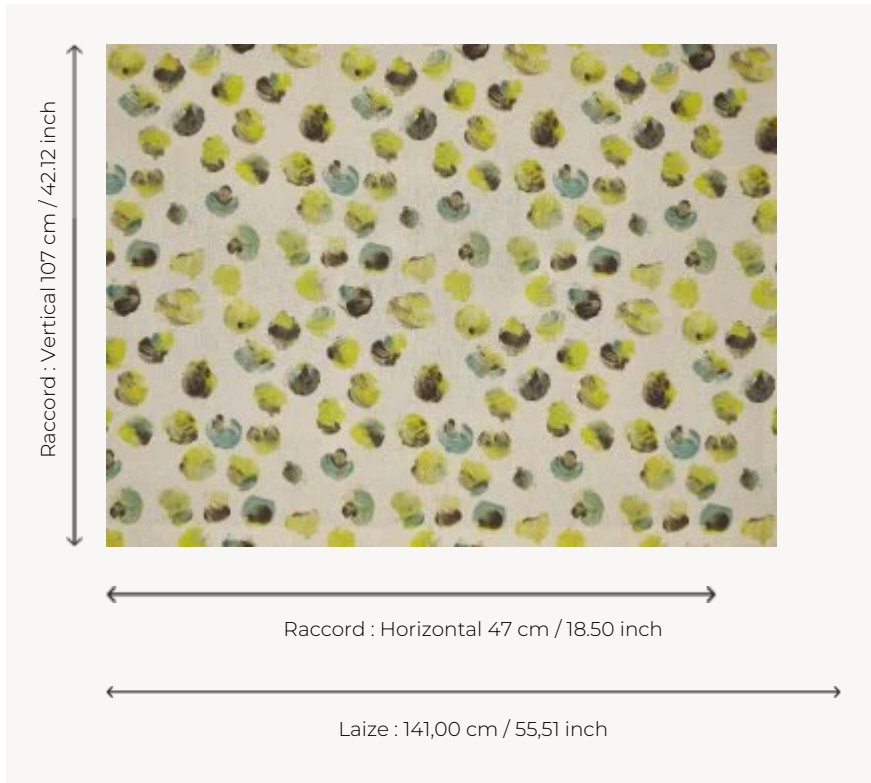 Raccord : Vertical 107 cm / 42.12 inch
Raccord : Horizontal 47 cm / 18.50 inch
Laize : 141,00 cm / 55,51 inch